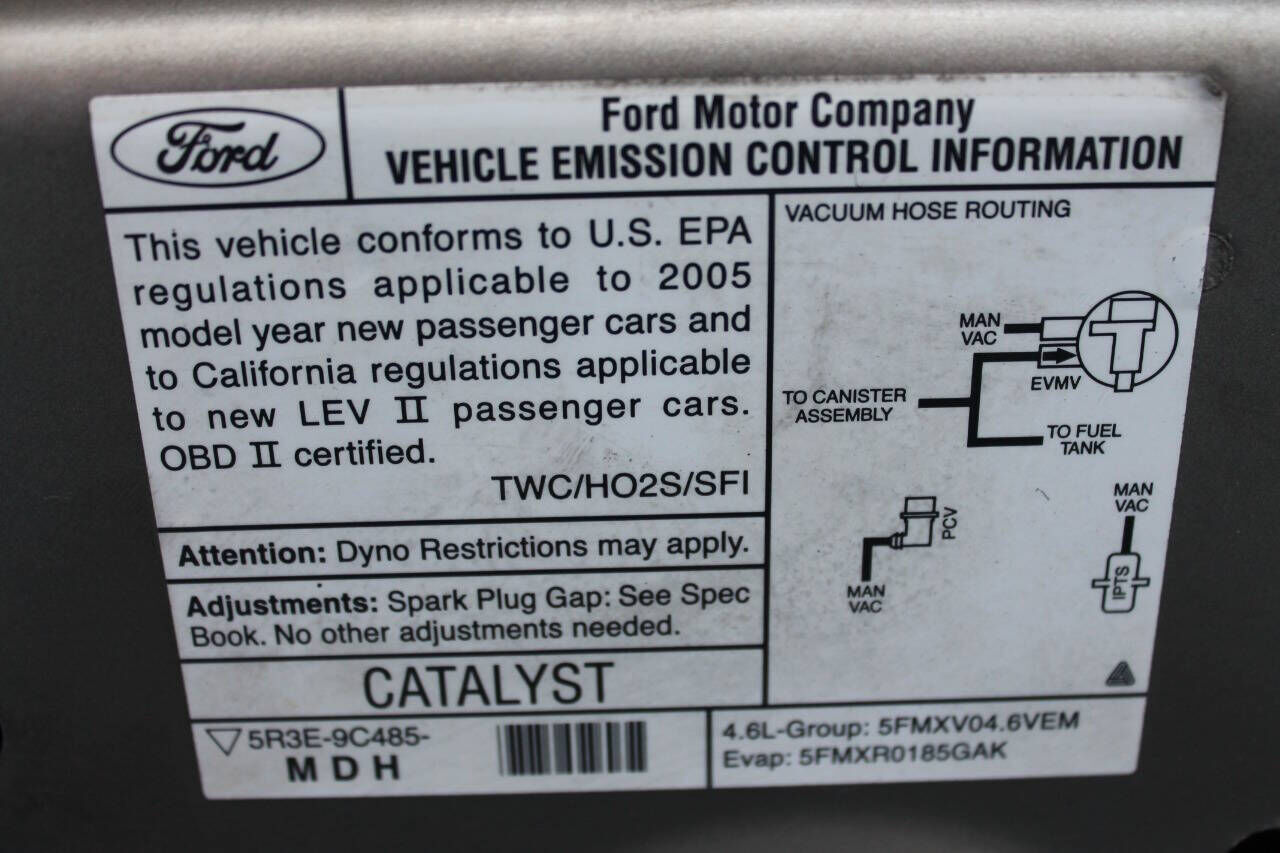 Ford
Ford Motor Company
VEHICLE EMISSION CONTROL INFORMATION
This vehicle conforms to U.S. EPA
regulations applicable to 2005
model year new passenger cars and
to California regulations applicable
to new LEV II passenger cars.
OBD II certified.
TWC/HO2S/SFI
Attention: Dyno Restrictions may apply.
Adjustments: Spark Plug Gap: See Spec
Book. No other adjustments needed.
CATALYST
5R3E-9C485-
MDH
VACUUM HOSE ROUTING
MAN
VAC
EVMV
TO CANISTER
ASSEMBLY
TO FUEL
TANK
PCV
MAN
VAC
MAN
VAC
IPTS
4.6L-Group: 5FMXV04.6VEM
Evap: 5FMXR0185GAK